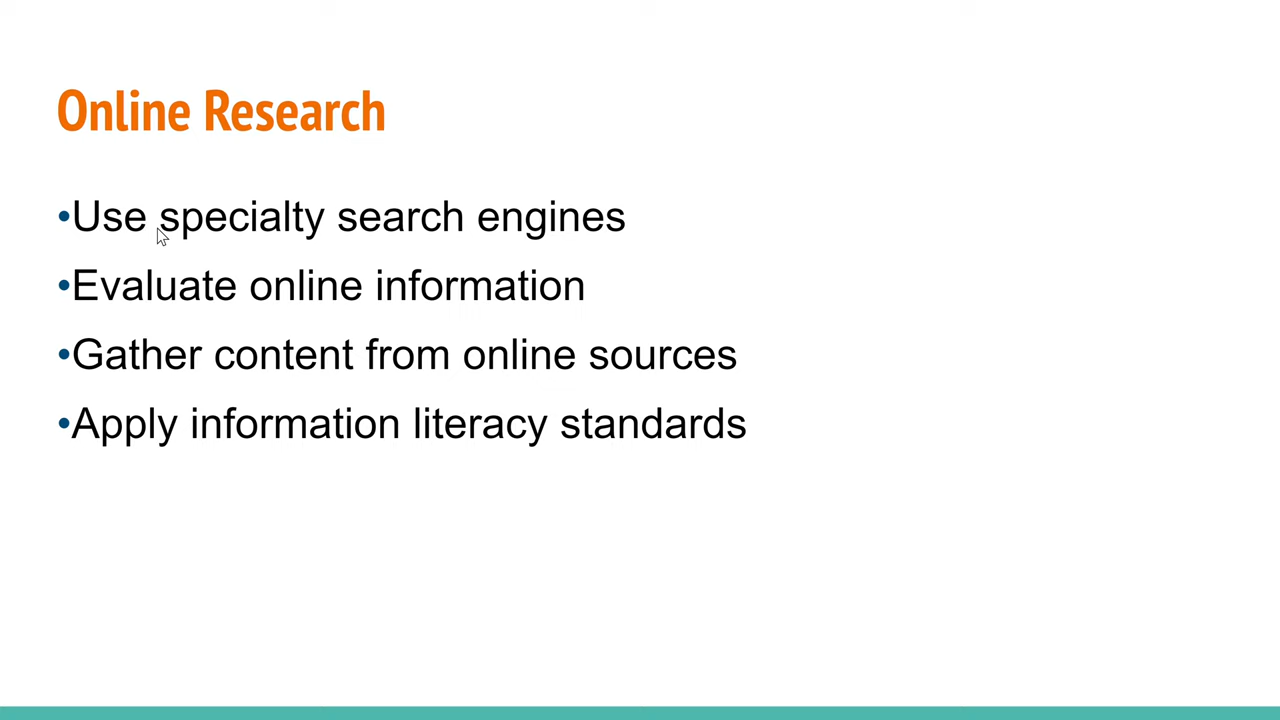 Online Research
•Use specialty search engines
•Evaluate online information
•Gather content from online sources
•Apply information literacy standards